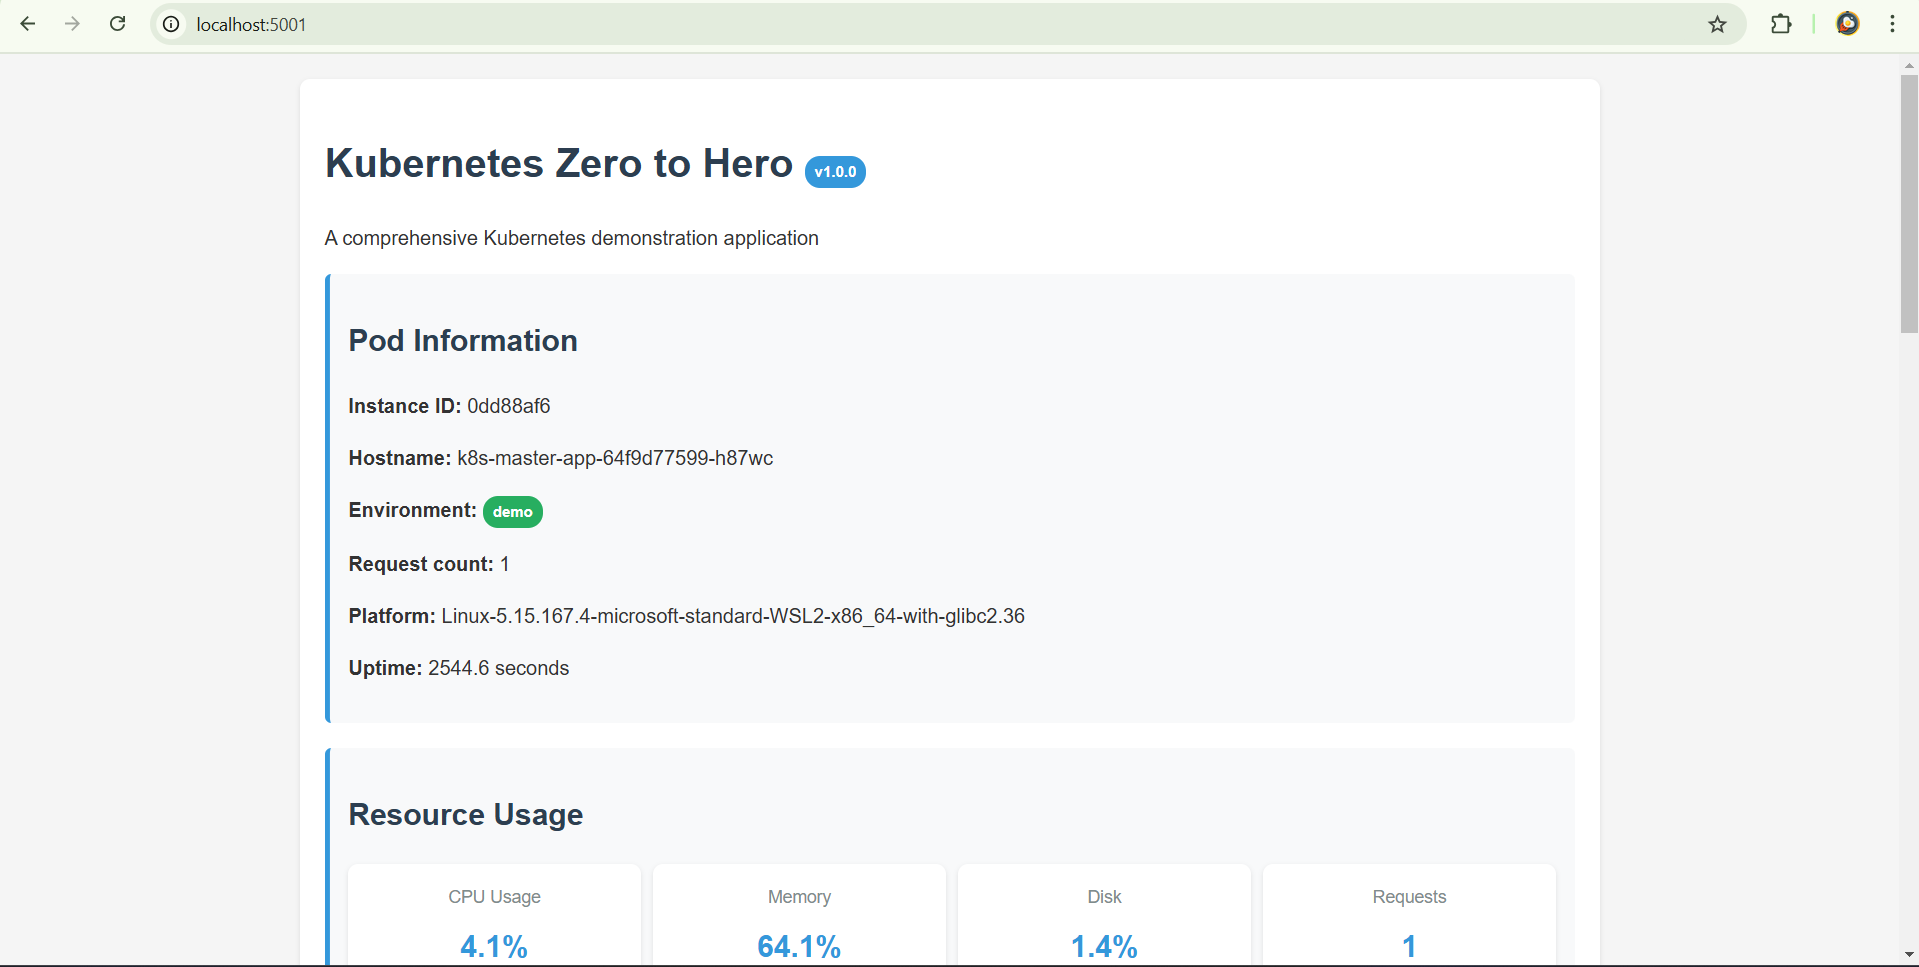 localhost:5001
Kubernetes Zero to Hero v1.0.0
A comprehensive Kubernetes demonstration application
Pod Information
Instance ID: 0dd88af6
Hostname: k8s-master-app-64f9d77599-h87wc
Environment: demo
Request count: 1
Platform: Linux-5.15.167.4-microsoft-standard-WSL2-x86_64-with-glibc2.36
Uptime: 2544.6 seconds
Resource Usage
CPU Usage Memory Disk Requests
4.1% 64.1% 1.4% 1